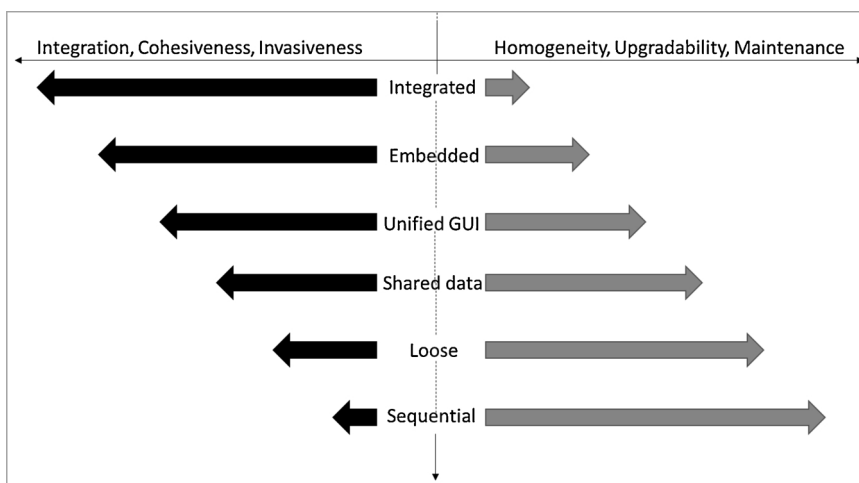 Integration, Cohesiveness, Invasiveness
Homogeneity, Upgradability, Maintenance
Integrated
Embedded
Unified GUI
Shared data
Loose
Sequential